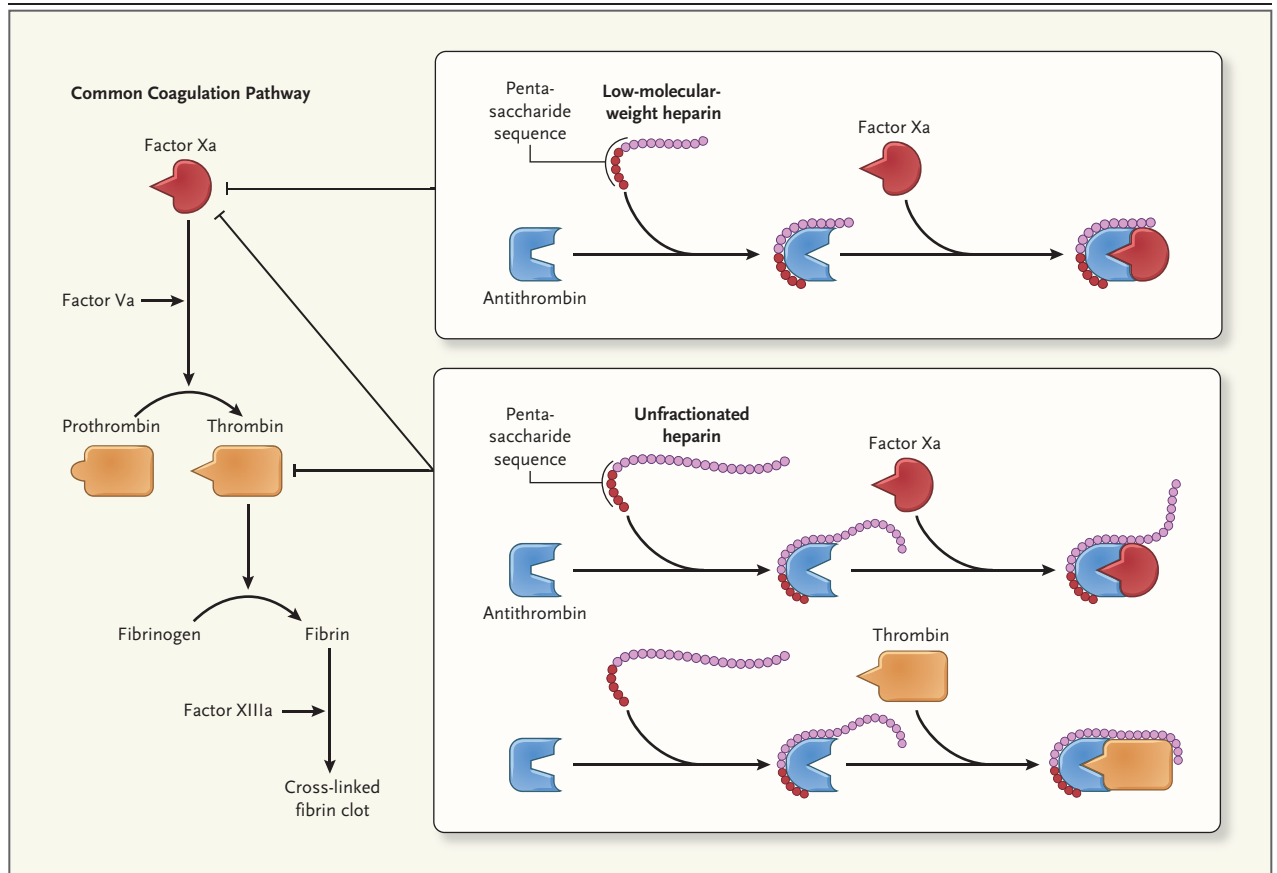 Common Coagulation Pathway
Factor Xa
Factor Va
Prothrombin
Thrombin
Fibrinogen
Fibrin
Factor XIIIa
Cross-linked
fibrin clot
Penta-
saccharide
sequence
Low-molecular-
weight heparin
Factor Xa
Antithrombin
Penta-
saccharide
sequence
Unfractionated
heparin
Factor Xa
Antithrombin
Thrombin